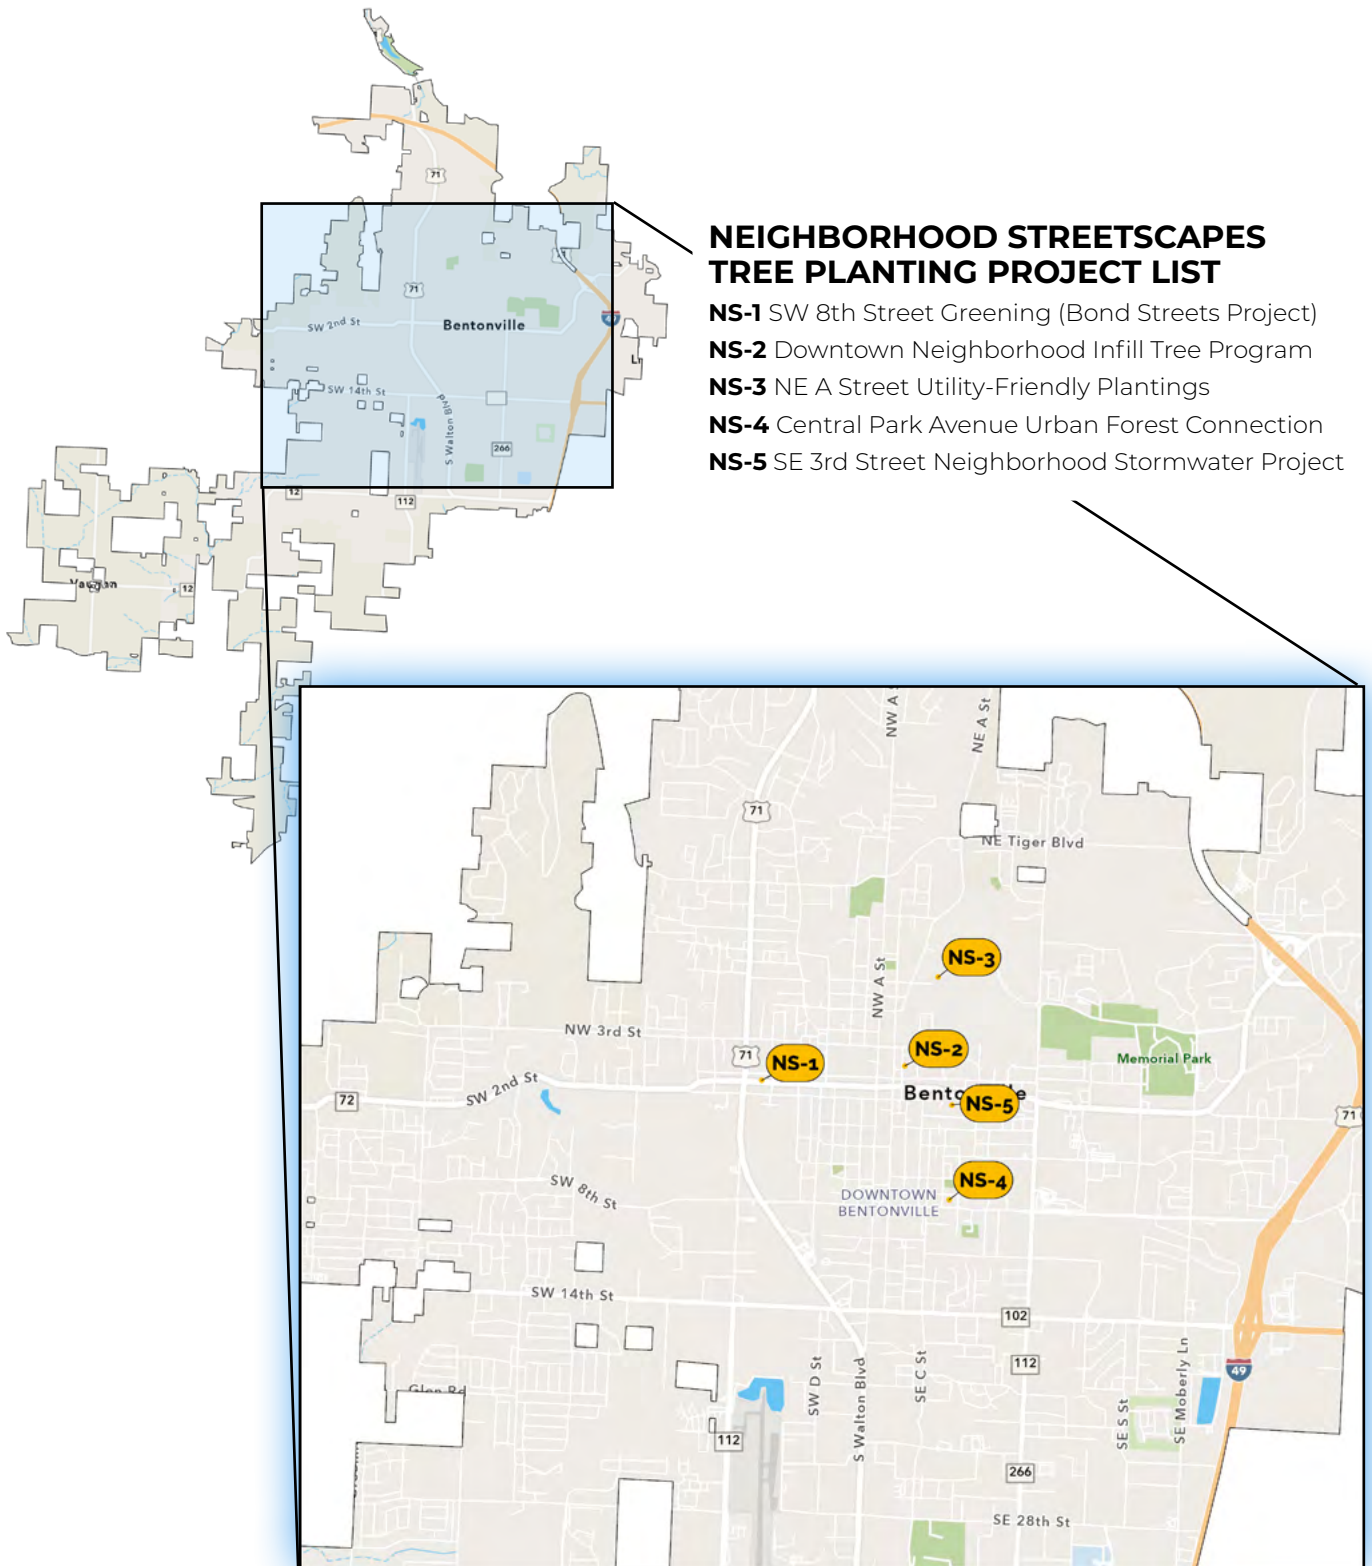 71
NEIGHBORHOOD STREETSCAPES
TREE PLANTING PROJECT LIST
NS-1 SW 8th Street Greening (Bond Streets Project)
NS-2 Downtown Neighborhood Infill Tree Program
NS-3 NE A Street Utility-Friendly Plantings
NS-4 Central Park Avenue Urban Forest Connection
NS-5 SE 3rd Street Neighborhood Stormwater Project
71
SW 2nd St
Bentonville
SW 14th St
S Walton Blvd
266
12
112
Vaughn
12
NW A S
NE A St
71
NE Tiger Blvd
NS-3
NW A St
NW 3rd St
71
NS-1
NS-2
Memorial Park
SW 2nd St
72
Bentonville
NS-5
71
SW 8th St
NS-4
DOWNTOWN
BENTONVILLE
SW 14th St
102
112
49
SW D St
S Walton Blvd
SE C St
SE S St
SE Moberly Ln
112
266
SE 28th St